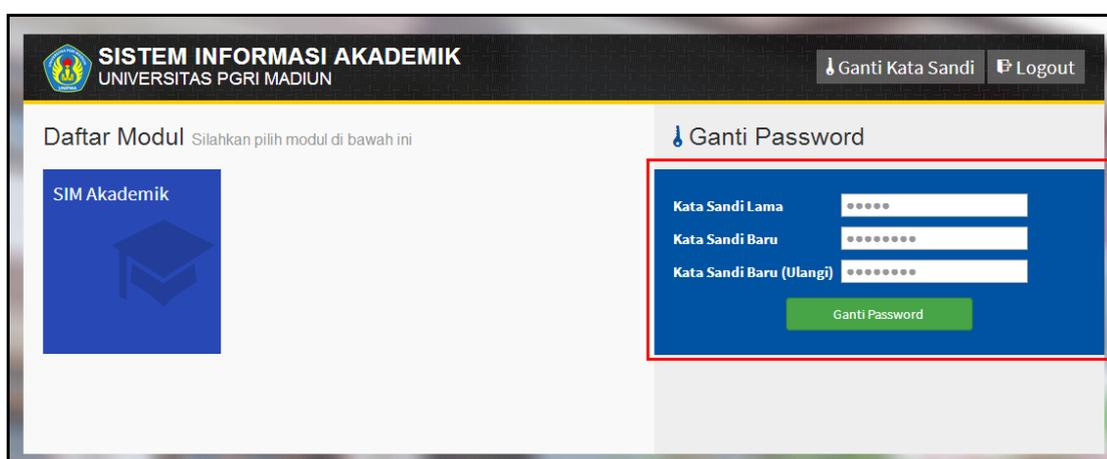 SISTEM INFORMASI AKADEMIK
UNIVERSITAS PGRI MADIUN
Ganti Kata Sandi
Logout
Daftar Modul Silahkan pilih modul di bawah ini
SIM Akademik
Ganti Password
Kata Sandi Lama
Kata Sandi Baru
Kata Sandi Baru (Ulangi)
Ganti Password